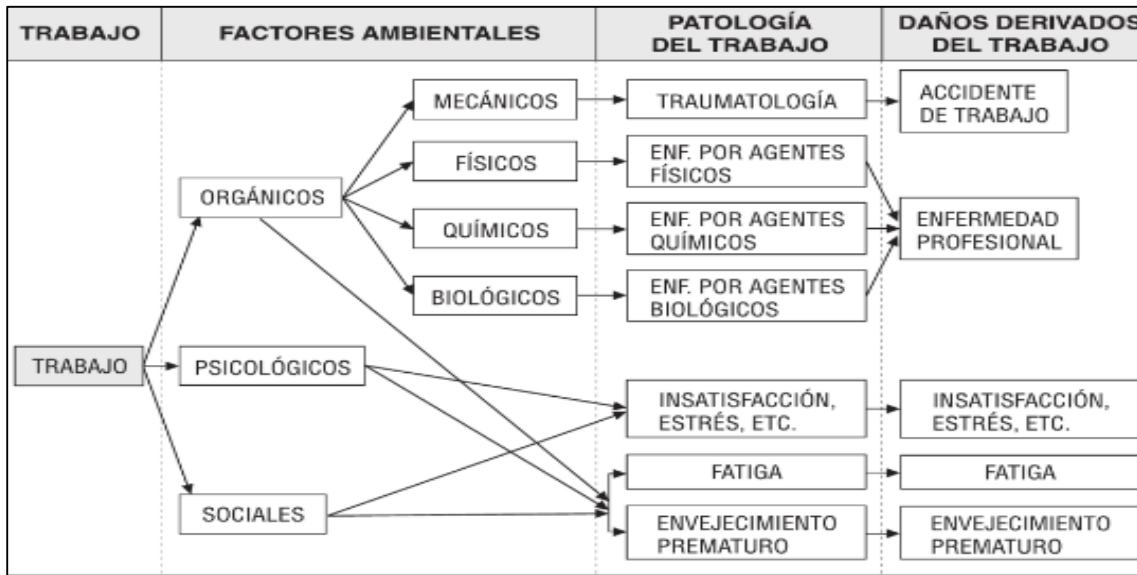 TRABAJO
FACTORES AMBIENTALES
PATOLOGÍA
DEL TRABAJO
DAÑOS DERIVADOS
DEL TRABAJO
MECÁNICOS
TRAUMATOLOGÍA
ACCIDENTE
DE TRABAJO
FÍSICOS
ENF. POR AGENTES
FÍSICOS
ORGÁNICOS
QUÍMICOS
ENF. POR AGENTES
QUÍMICOS
ENFERMEDAD
PROFESIONAL
BIOLÓGICOS
ENF. POR AGENTES
BIOLÓGICOS
TRABAJO
PSICOLÓGICOS
INSATISFACCIÓN,
ESTRÉS, ETC.
INSATISFACCIÓN,
ESTRÉS, ETC.
FATIGA
FATIGA
SOCIALES
ENVEJECIMIENTO
PREMATURO
ENVEJECIMIENTO
PREMATURO